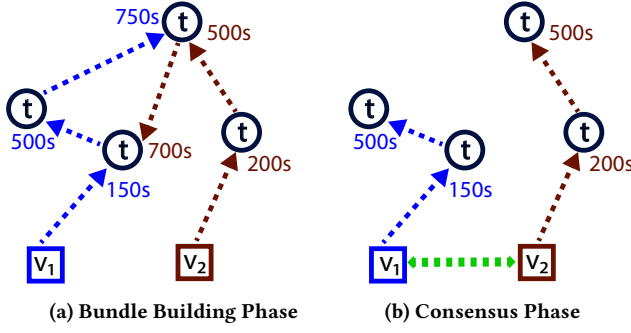 750s
t
500s
t
500s
t
500s
t
t
500s
t
700s
200s
t
500s
t
200s
150s
150s
V₁
V₂
V₁
V₂
(a) Bundle Building Phase
(b) Consensus Phase